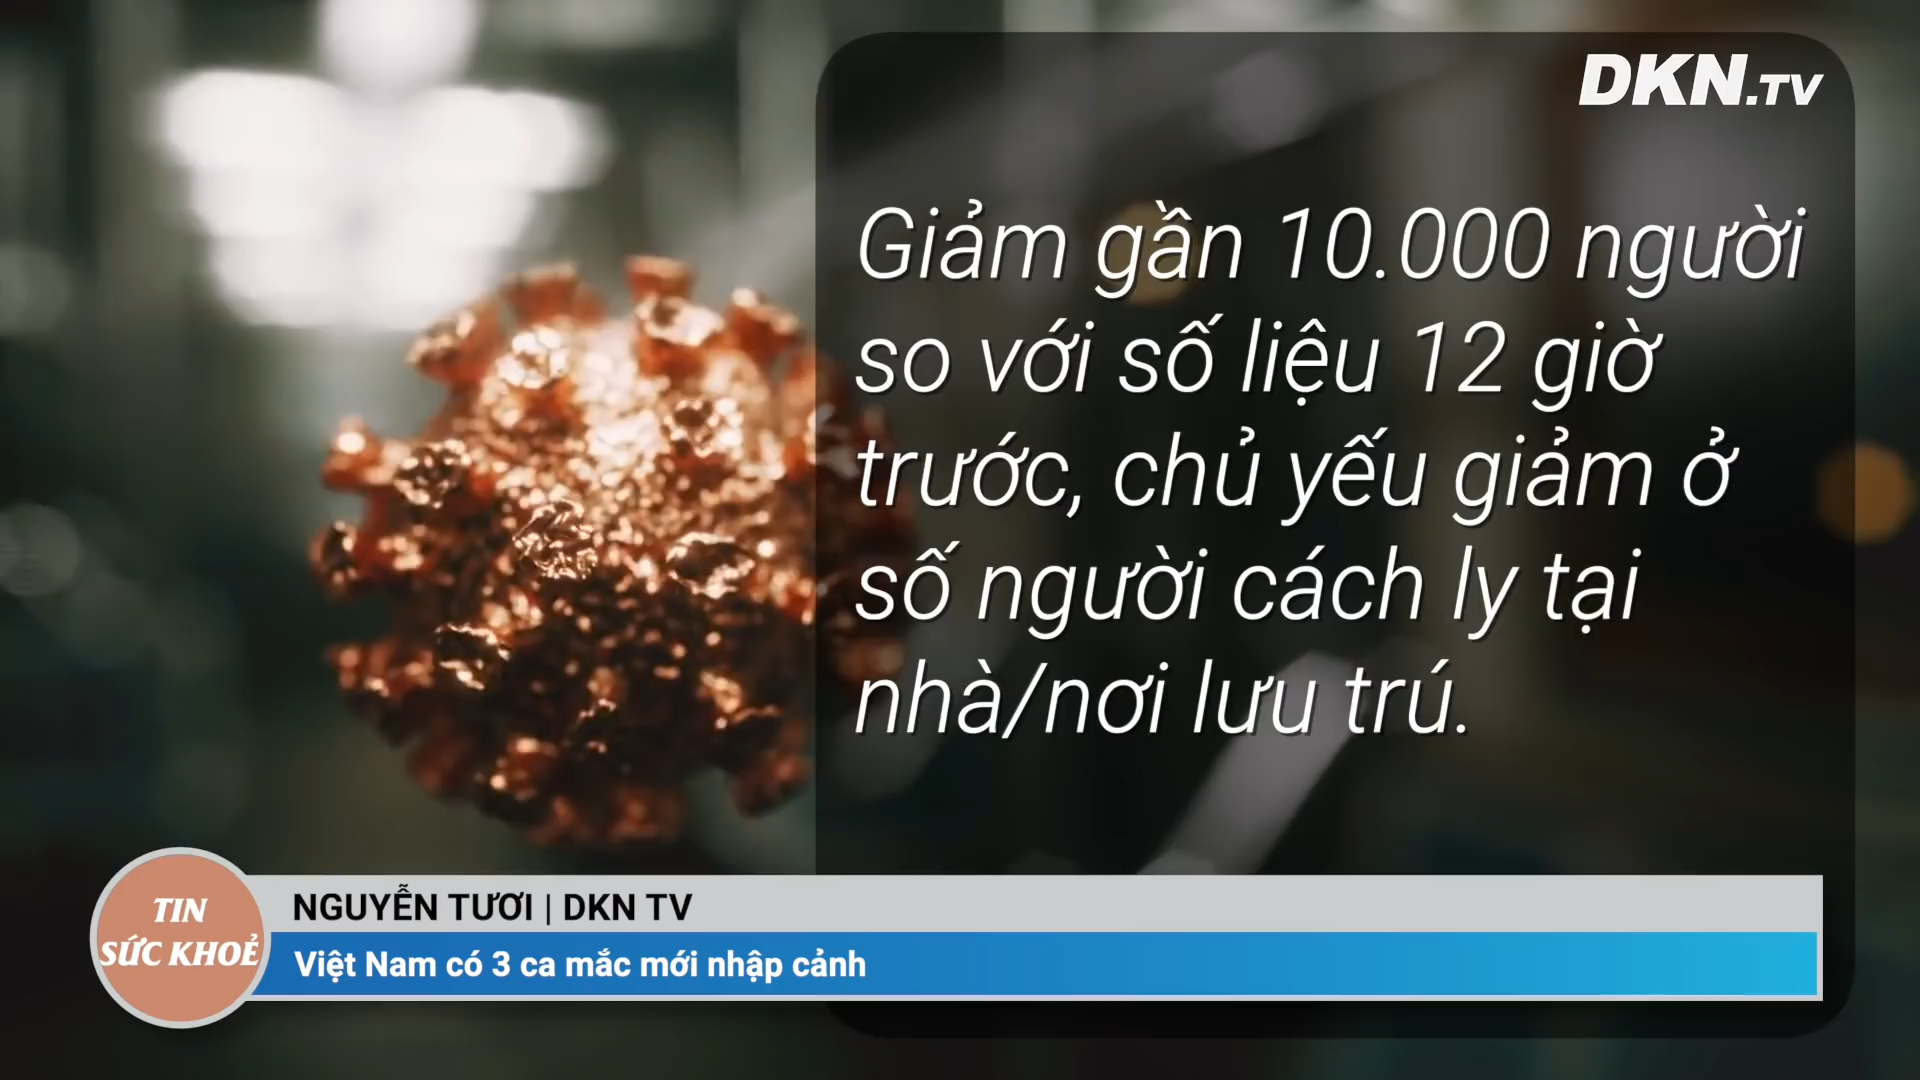 DKN.TV
Giảm gần 10.000 người
so với số liệu 12 giờ
trước, chủ yếu giảm ở
số người cách ly tại
nhà/nơi lưu trú.
TIN
SỨC KHOẺ
NGUYỄN TƯƠI | DKN TV
Việt Nam có 3 ca mắc mới nhập cảnh